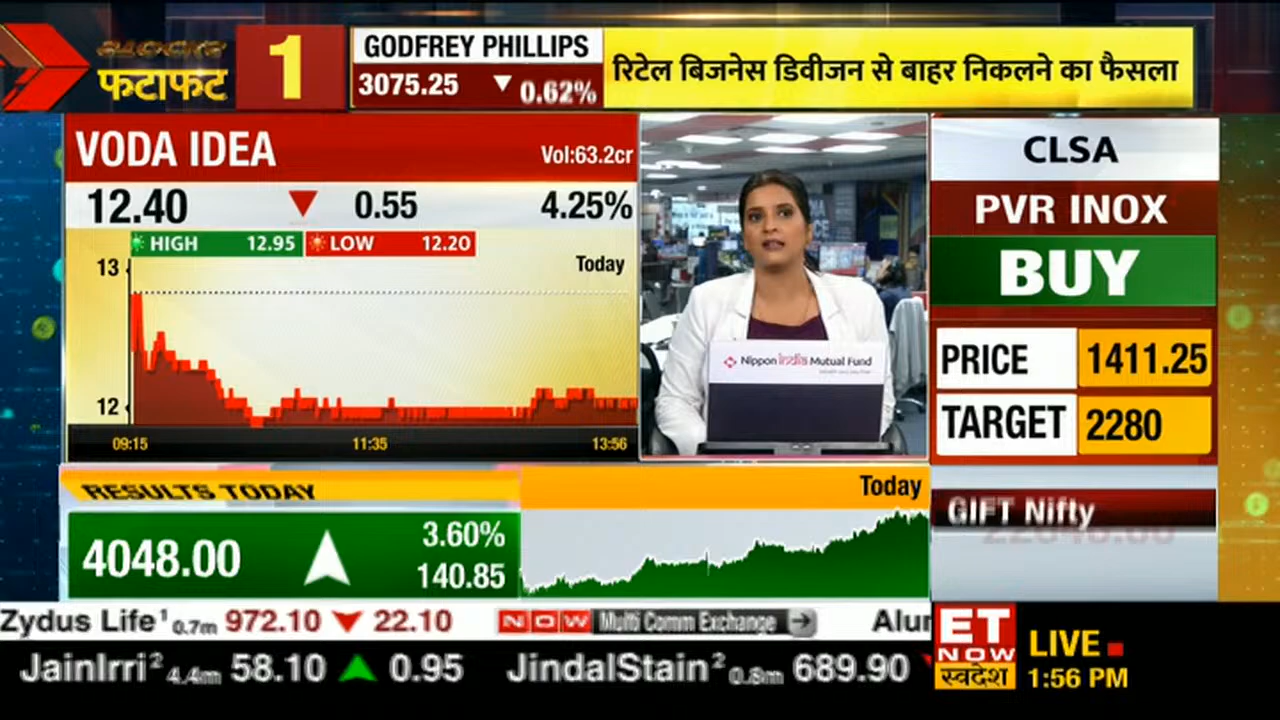 फटाफट
1
GODFREY PHILLIPS
3075.25 ▼ 0.62%
रिटेल बिजनेस डिवीजन से बाहर निकलने का फैसला
VODA IDEA Vol:63.2cr
12.40 ▼ 0.55 4.25%
HIGH 12.95 LOW 12.20
Today
13
12
09:15 11:35 13:56
Nippon india Mutual Fund
CLSA
PVR INOX
BUY
PRICE 1411.25
TARGET 2280
RESULTS TODAY
Today
4048.00 ▲ 3.60%
140.85
GIFT Nifty
Zydus Life¹ 0.7m 972.10 ▼ 22.10 NOW Multi Comm Exchange → Alur
JainIrri² 4.4m 58.10 ▲ 0.95 JindalStain² 0.8m 689.90
ET
NOW
स्वदेश
LIVE
1:56 PM